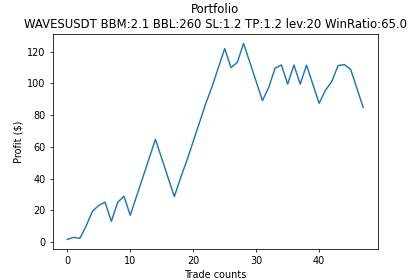 Portfolio
WAVESUSDT BBM:2.1 BBL:260 SL:1.2 TP:1.2 lev:20 WinRatio:65.0
120
100
80
60
40
20
0
Profit ($)
0 10 20 30 40
Trade counts